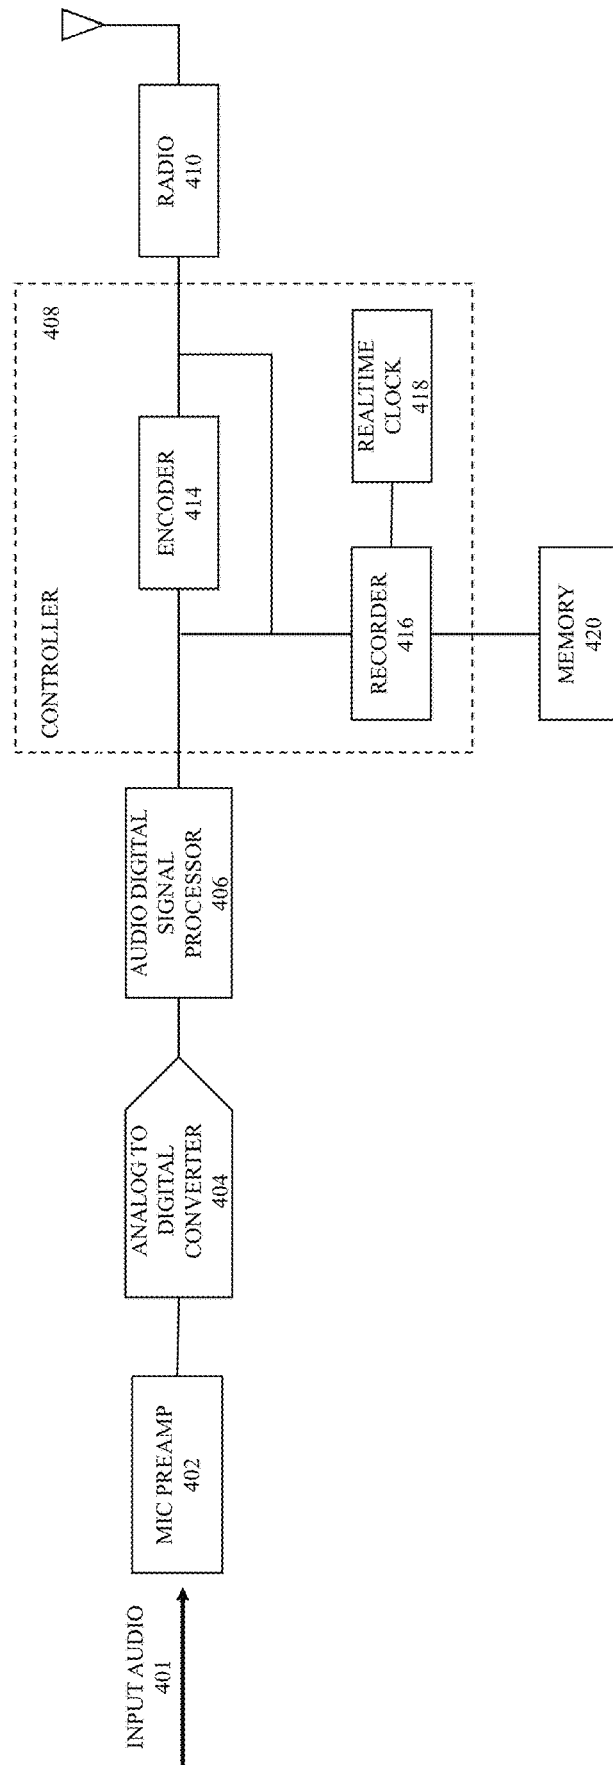 INPUT AUDIO
401
MIC PREAMP
402
ANALOG TO
DIGITAL
CONVERTER
404
AUDIO DIGITAL
SIGNAL
PROCESSOR
406
CONTROLLER
408
ENCODER
414
RECORDER
416
REALTIME
CLOCK
418
MEMORY
420
RADIO
410